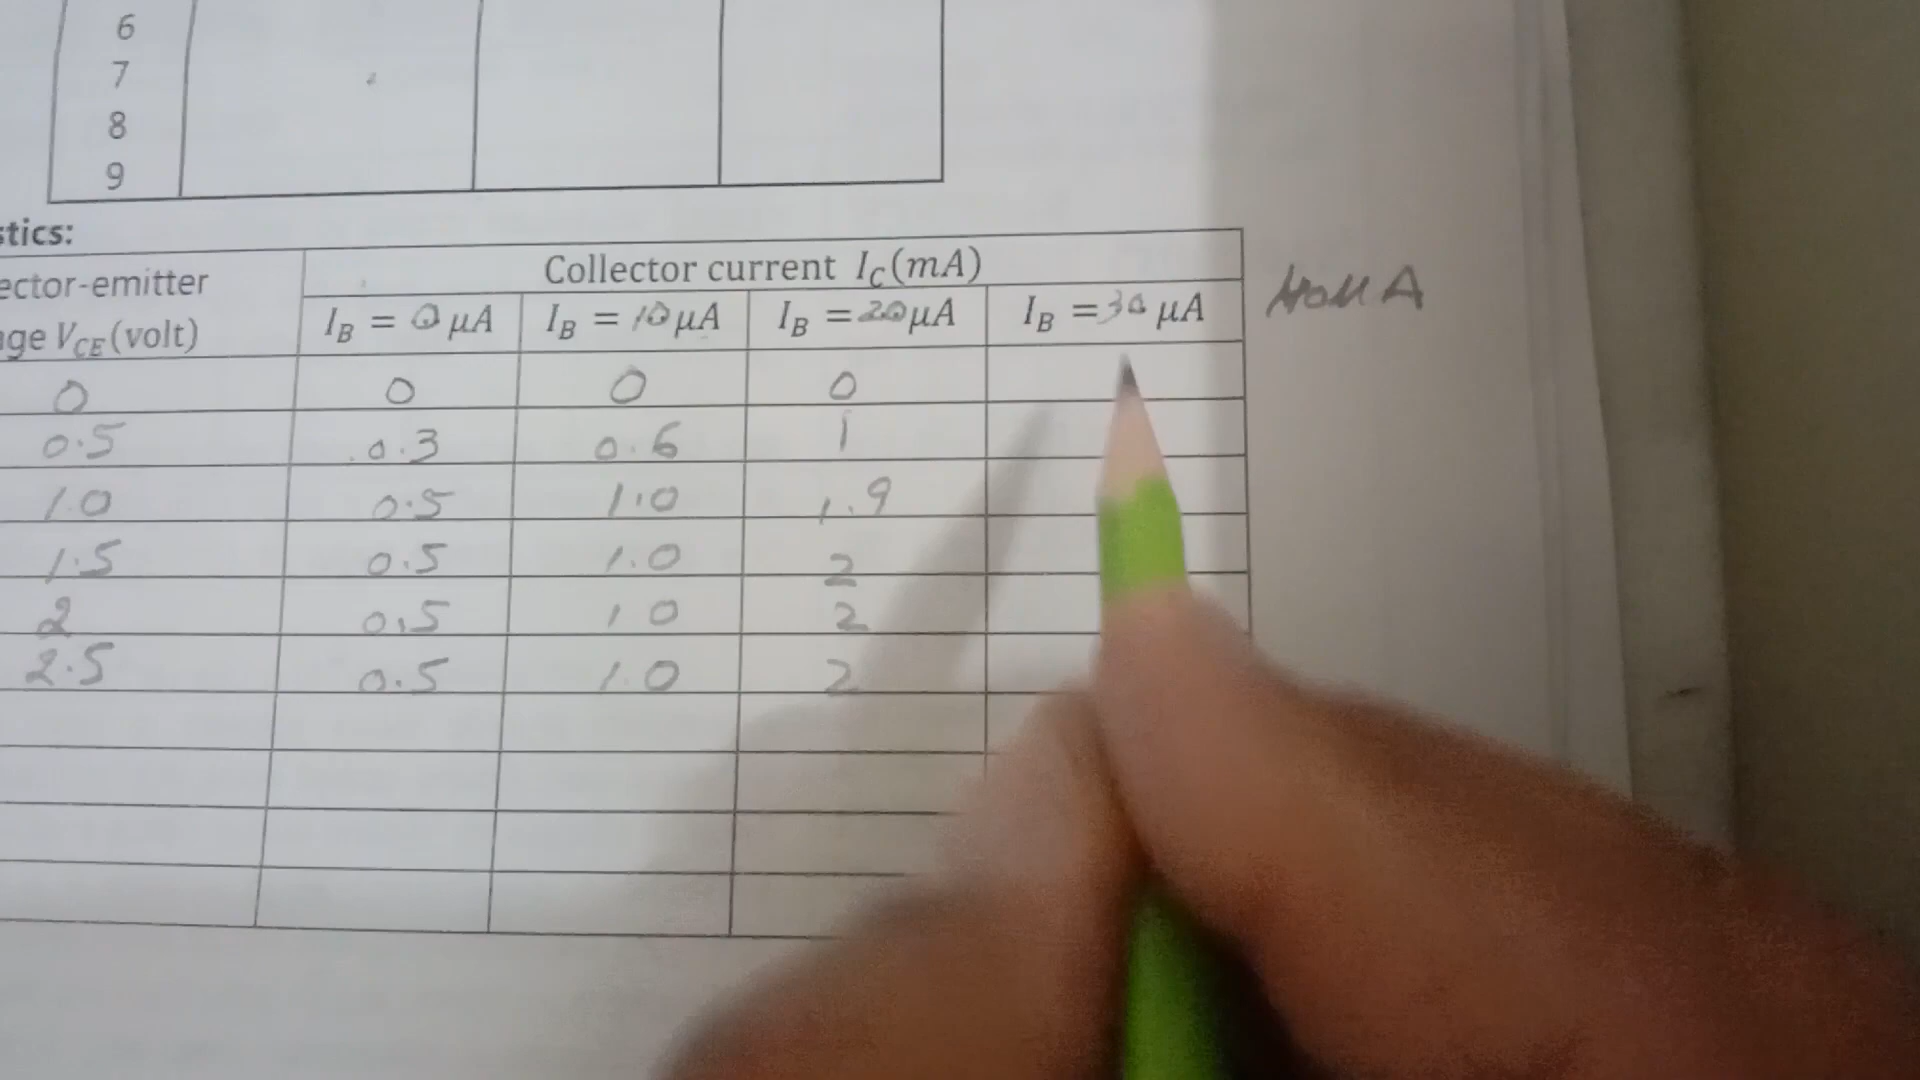 6
7
8
9
stics:
ector-emitter
age V_CE(volt)
Collector current I_C(mA)
I_B = 0 μA I_B = 10 μA I_B = 20 μA I_B = 30 μA 40μA
0 0 0 0
0.5 0.3 0.6 1
1.0 0.5 1.0 1.9
1.5 0.5 1.0 2
2 0.5 1.0 2
2.5 0.5 1.0 2